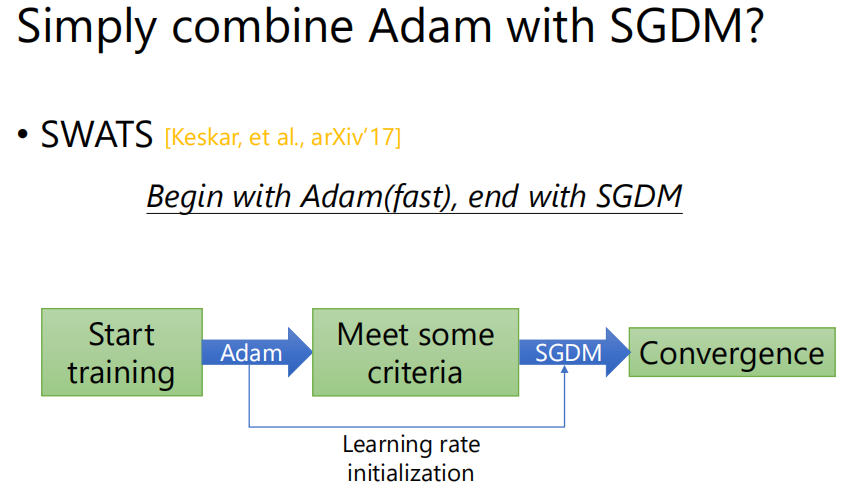 Simply combine Adam with SGDM?
• SWATS [Keskar, et al., arXiv'17]
Begin with Adam(fast), end with SGDM
Start
training
Adam
Meet some
criteria
SGDM
Convergence
Learning rate
initialization